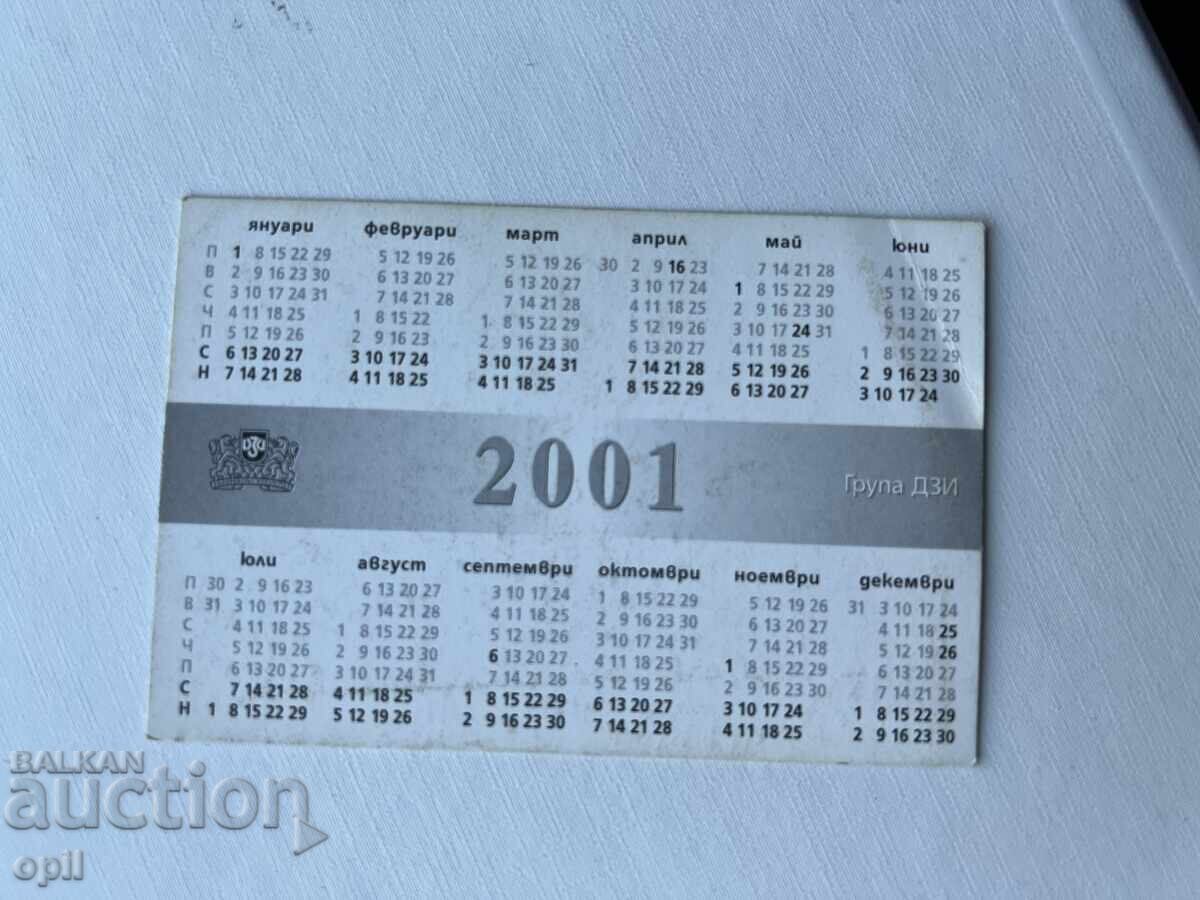 януари февруари март април май юни
П 1 8 15 22 29 5 12 19 26 5 12 19 26 30 2 9 16 23 7 14 21 28 4 11 18 25
В 2 9 16 23 30 6 13 20 27 6 13 20 27 3 10 17 24 1 8 15 22 29 5 12 19 26
С 3 10 17 24 31 7 14 21 28 7 14 21 28 4 11 18 25 2 9 16 23 30 6 13 20 27
Ч 4 11 18 25 1 8 15 22 1 8 15 22 29 5 12 19 26 3 10 17 24 31 7 14 21 28
П 5 12 19 26 2 9 16 23 2 9 16 23 30 6 13 20 27 4 11 18 25 1 8 15 22 29
С 6 13 20 27 3 10 17 24 3 10 17 24 31 7 14 21 28 5 12 19 26 2 9 16 23 30
Н 7 14 21 28 4 11 18 25 4 11 18 25 1 8 15 22 29 6 13 20 27 3 10 17 24
ДЗИ 2001 Група ДЗИ
юли август септември октомври ноември декември
П 30 2 9 16 23 6 13 20 27 3 10 17 24 1 8 15 22 29 5 12 19 26 31 3 10 17 24
В 31 3 10 17 24 7 14 21 28 4 11 18 25 2 9 16 23 30 6 13 20 27 4 11 18 25
С 4 11 18 25 1 8 15 22 29 5 12 19 26 3 10 17 24 31 7 14 21 28 5 12 19 26
Ч 5 12 19 26 2 9 16 23 30 6 13 20 27 4 11 18 25 1 8 15 22 29 6 13 20 27
П 6 13 20 27 3 10 17 24 31 7 14 21 28 5 12 19 26 2 9 16 23 30 7 14 21 28
С 7 14 21 28 4 11 18 25 1 8 15 22 29 6 13 20 27 3 10 17 24 1 8 15 22 29
Н 1 8 15 22 29 5 12 19 26 2 9 16 23 30 7 14 21 28 4 11 18 25 2 9 16 23 30
BALKAN
auction
opil